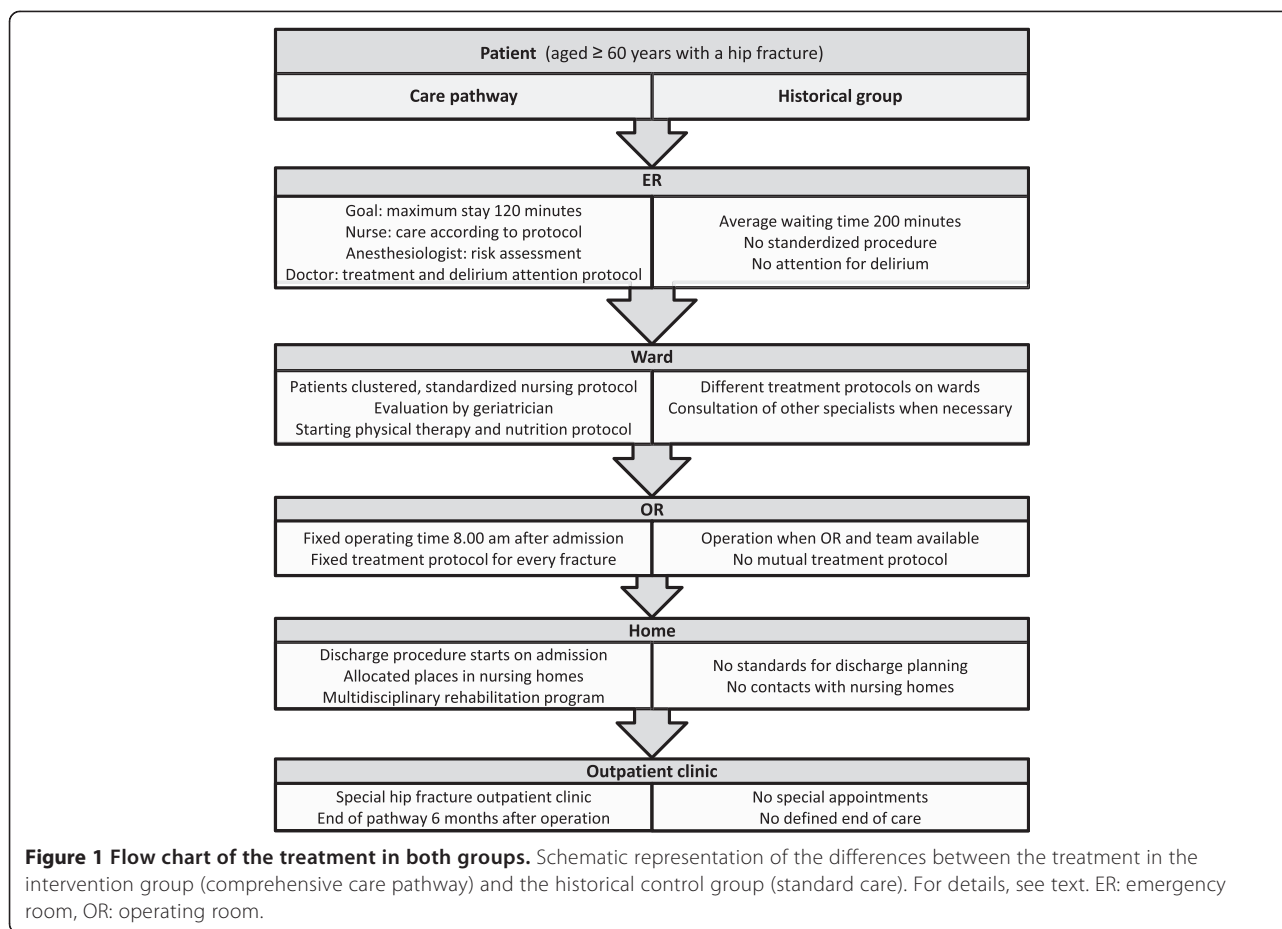 Patient (aged ≥ 60 years with a hip fracture)
Care pathway
Historical group
ER
Goal: maximum stay 120 minutes
Nurse: care according to protocol
Anesthesiologist: risk assessment
Doctor: treatment and delirium attention protocol
Average waiting time 200 minutes
No standerdized procedure
No attention for delirium
Ward
Patients clustered, standardized nursing protocol
Evaluation by geriatrician
Starting physical therapy and nutrition protocol
Different treatment protocols on wards
Consultation of other specialists when necessary
OR
Fixed operating time 8.00 am after admission
Fixed treatment protocol for every fracture
Operation when OR and team available
No mutual treatment protocol
Home
Discharge procedure starts on admission
Allocated places in nursing homes
Multidisciplinary rehabilitation program
No standards for discharge planning
No contacts with nursing homes
Outpatient clinic
Special hip fracture outpatient clinic
End of pathway 6 months after operation
No special appointments
No defined end of care
Figure 1 Flow chart of the treatment in both groups. Schematic representation of the differences between the treatment in the
intervention group (comprehensive care pathway) and the historical control group (standard care). For details, see text. ER: emergency
room, OR: operating room.